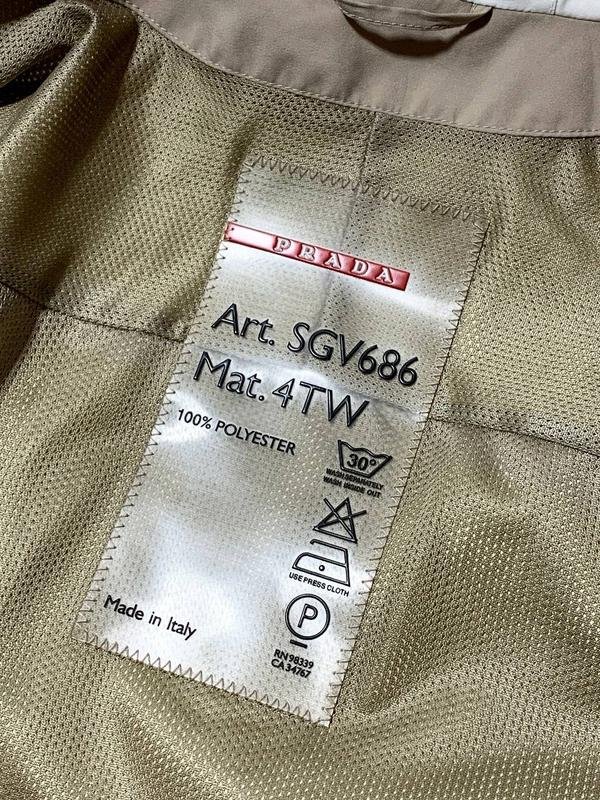 PRADA
Art. SGV686
Mat. 4TW
100% POLYESTER
30°
WASH SEPARATELY
WASH INSIDE OUT
USE PRESS CLOTH
P
Made in Italy
RN 98339
CA 34767